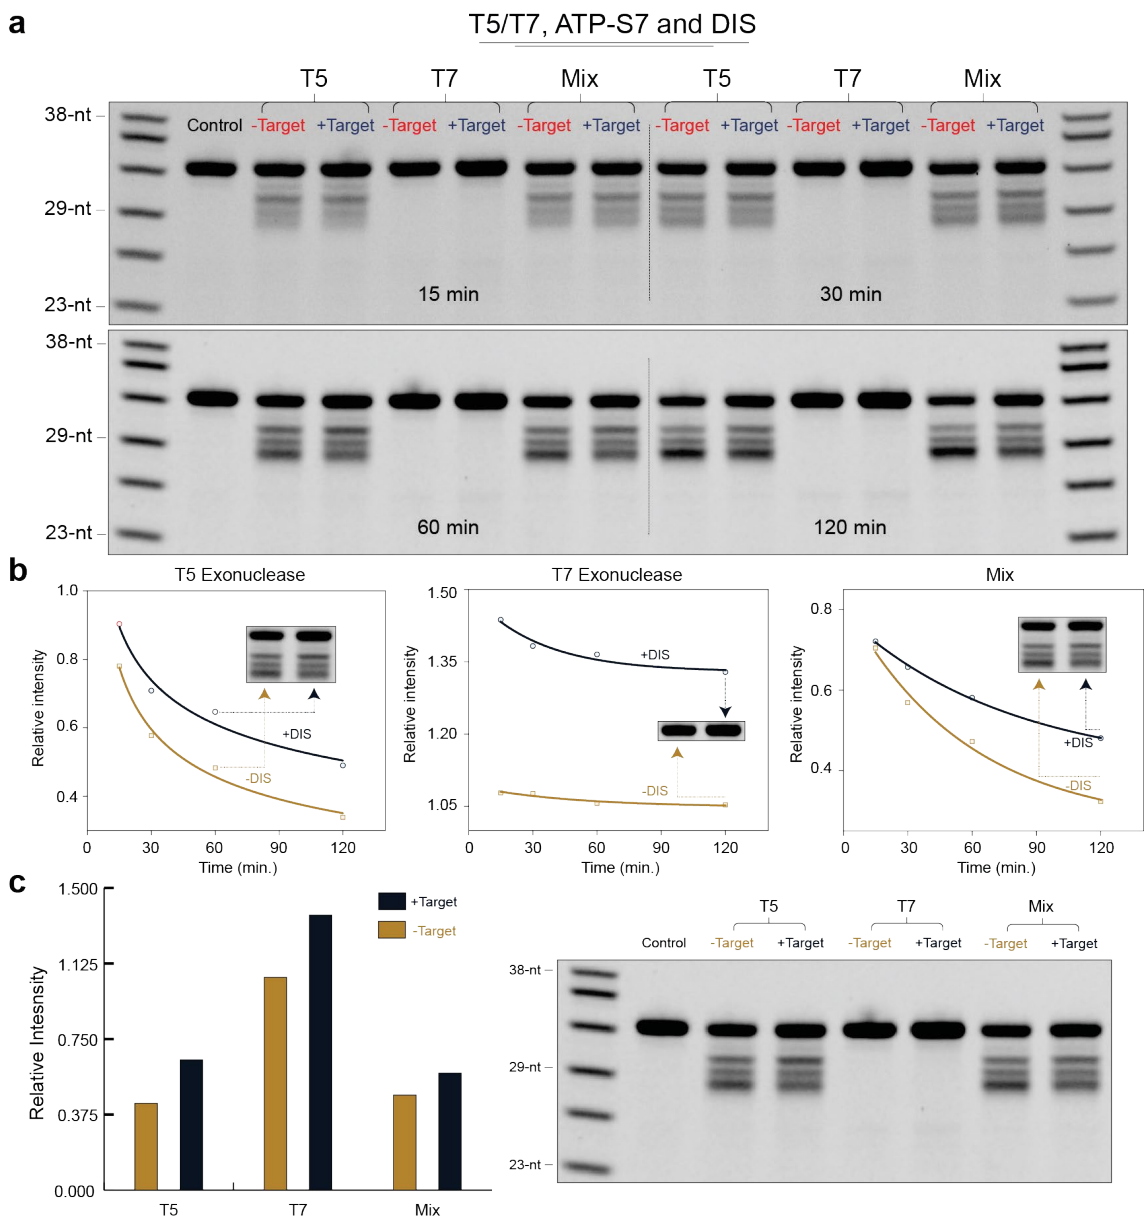 a
T5/T7, ATP-S7 and DIS
T5 T7 Mix T5 T7 Mix
38-nt
Control -Target +Target -Target +Target -Target +Target -Target +Target -Target +Target -Target +Target
29-nt
15 min 30 min
23-nt
38-nt
29-nt
60 min 120 min
23-nt
b
T5 Exonuclease
1.0
0.8
0.6
0.4
Relative intensity
+DIS
-DIS
0 30 60 90 120
Time (min.)
T7 Exonuclease
1.50
1.35
1.20
1.05
Relative intensity
+DIS
-DIS
0 30 60 90 120
Time (min.)
Mix
0.8
0.6
0.4
Relative intensity
+DIS
-DIS
0 30 60 90 120
Time (min.)
c
1.500
1.125
0.750
0.375
0.000
Relative Intesnsity
+Target
-Target
T5 T7 Mix
T5 T7 Mix
Control -Target +Target -Target +Target -Target +Target
38-nt
29-nt
23-nt